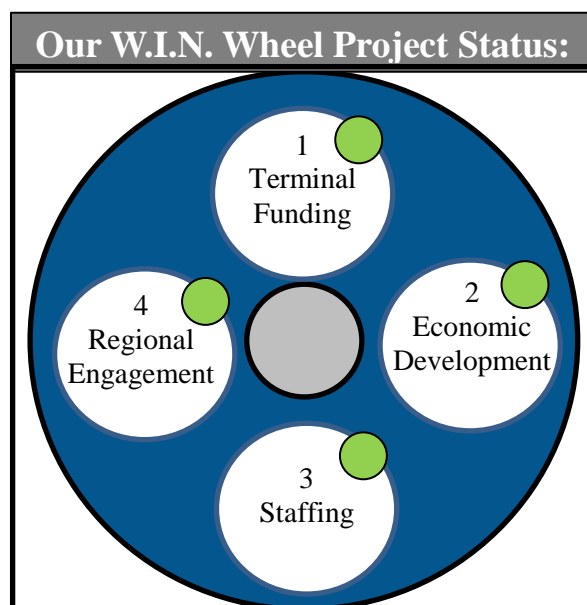 Our W.I.N. Wheel Project Status:
1
Terminal
Funding
2
Economic
Development
3
Staffing
4
Regional
Engagement